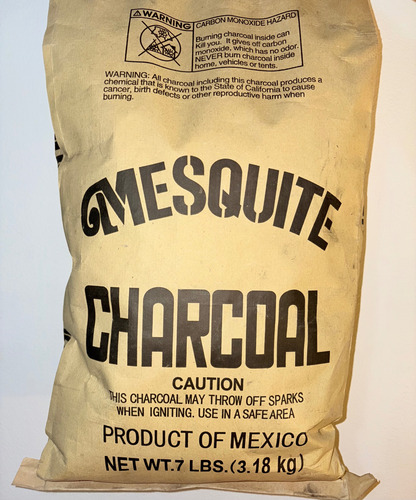 WARNING
CARBON MONOXIDE HAZARD
Burning charcoal inside can
Kill you. It gives off carbon
monoxide, which has no odor.
NEVER burn charcoal inside
home, vehicles or tents.
WARNING: All charcoal including this charcoal produces a
chemical that is known to the State of California to cause
cancer, birth defects or other reproductive harm when
burning.
MESQUITE
CHARCOAL
CAUTION
THIS CHARCOAL MAY THROW OFF SPARKS
WHEN IGNITING. USE IN A SAFE AREA
PRODUCT OF MEXICO
NET WT. 7 LBS. (3.18 kg)